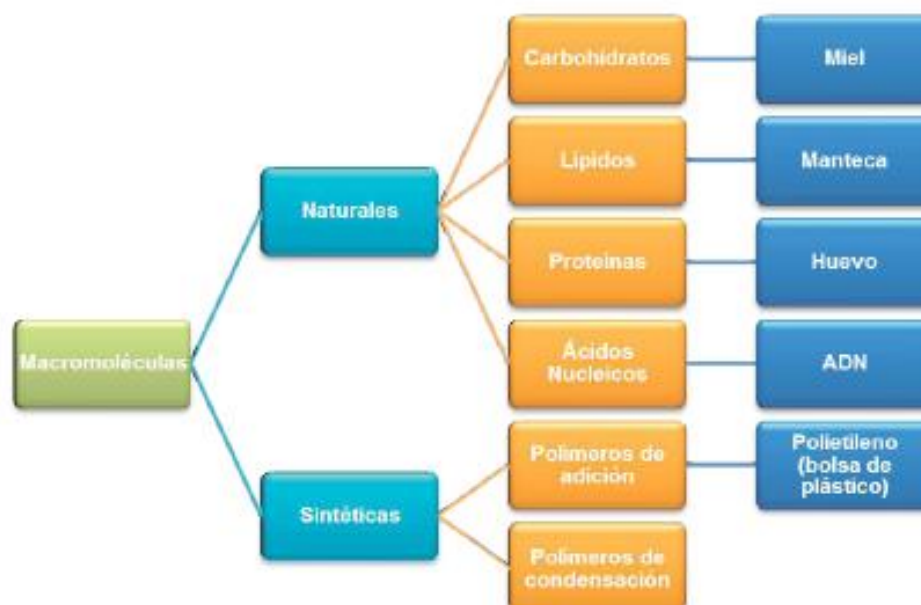 Carbohidratos
Miel
Lípidos
Manteca
Naturales
Proteínas
Huevo
Macromoléculas
Ácidos
Nucleicos
ADN
Sintéticas
Polímeros de
adición
Polietileno
(bolsa de
plástico)
Polímeros de
condensación